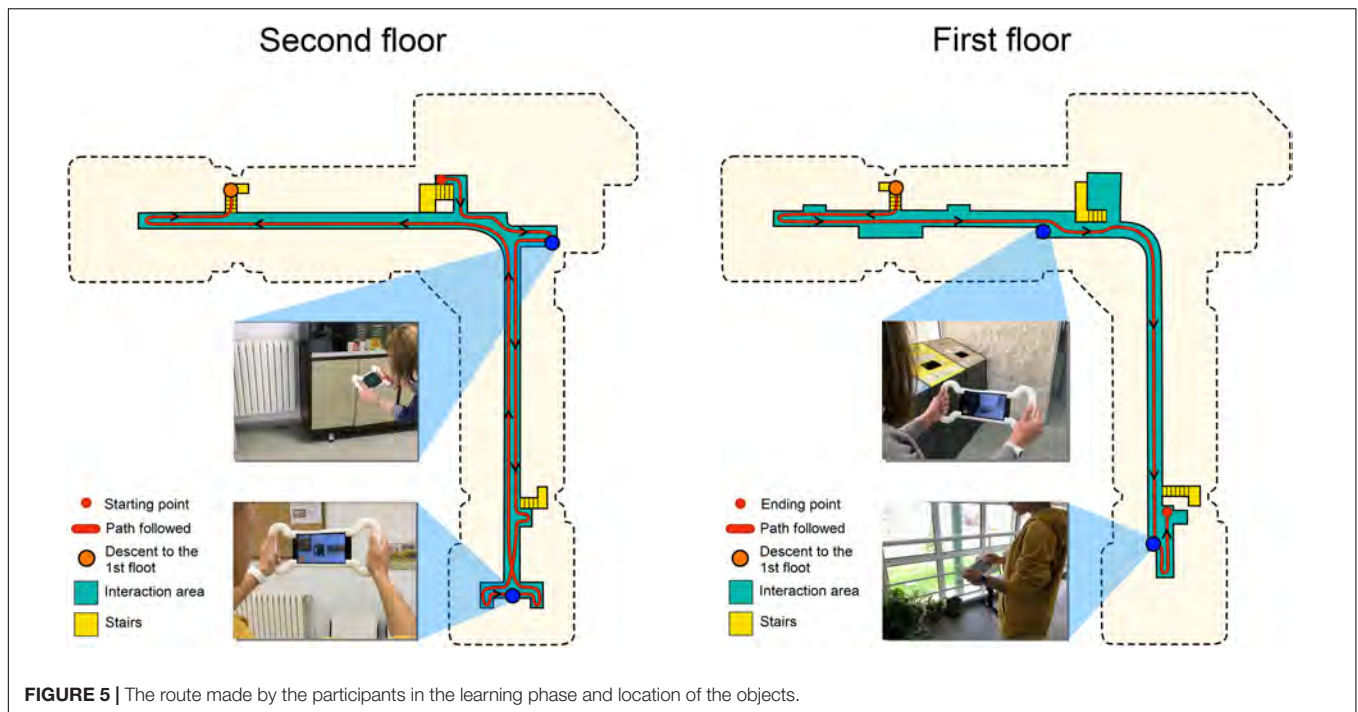 Second floor
First floor
Starting point
Path followed
Descent to the
1st floot
Interaction area
Stairs
Ending point
Path followed
Descent to the
1st floot
Interaction area
Stairs
FIGURE 5 | The route made by the participants in the learning phase and location of the objects.